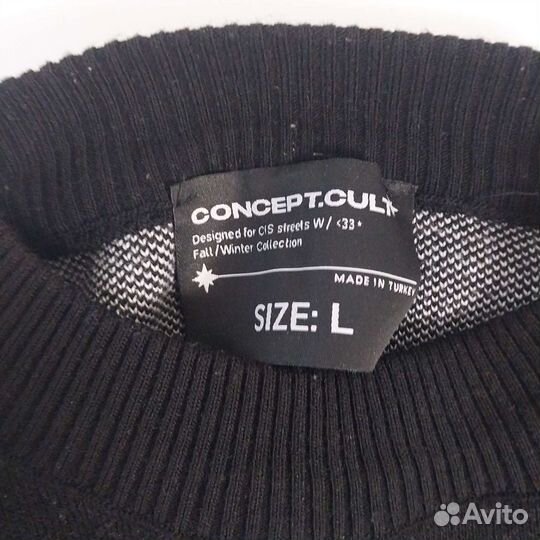 CONCEPT.CULT
Designed for CIS streets W/ <33*
Fall/Winter Collection
MADE IN TURKEY
SIZE: L
Avito